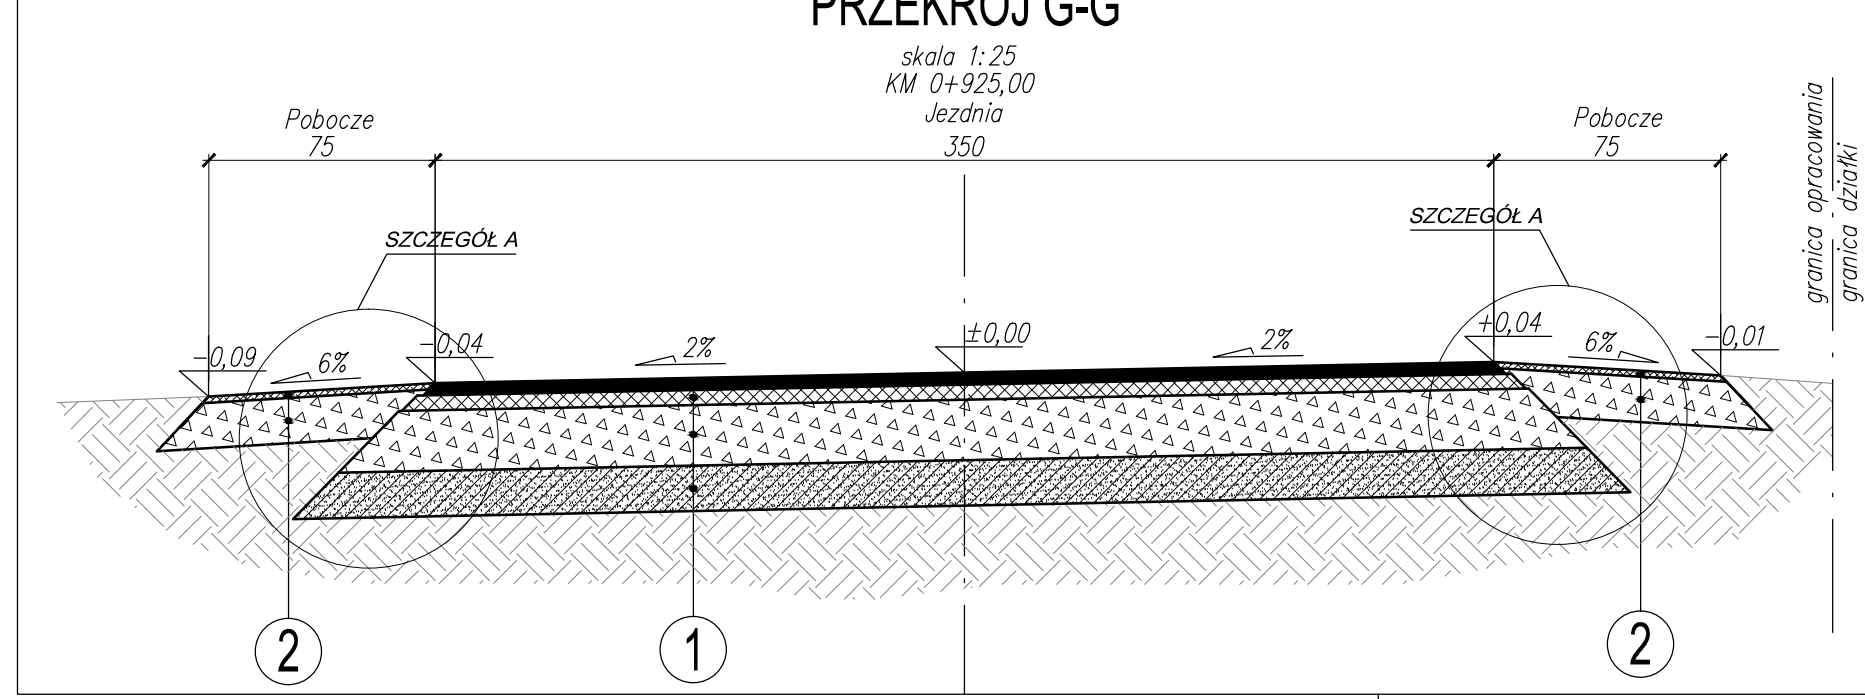 PRZEKRÓJ G-G
skala 1:25
KM 0+925,00
Jezdnia
350
Pobocze
75
Pobocze
75
granica opracowania
granica działki
SZCZEGÓŁ A
SZCZEGÓŁ A
-0,09
6%
-0,04
2%
±0,00
2%
+0,04
6%
-0,01
2
1
2